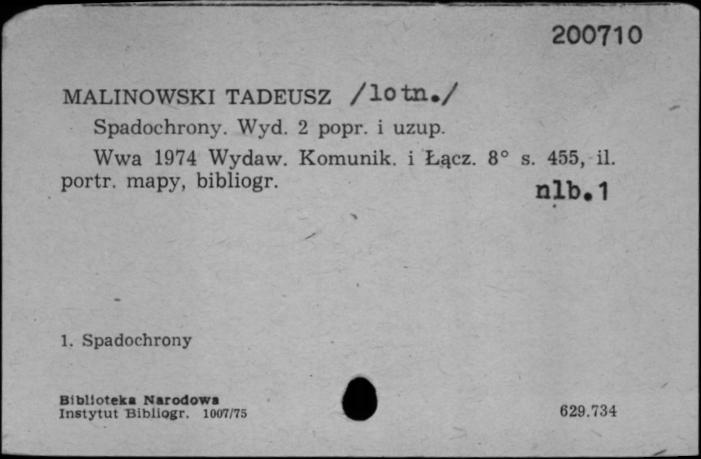 200710
MALINOWSKI TADEUSZ /lotn./
Spadochrony. Wyd. 2 popr. i uzup.
Wwa 1974 Wydaw. Komunik. i Łącz. 8° s. 455, il.
portr. mapy, bibliogr.
nlb.1
1. Spadochrony
Biblioteka Narodowa
Instytut Bibliogr. 1007/75
629.734